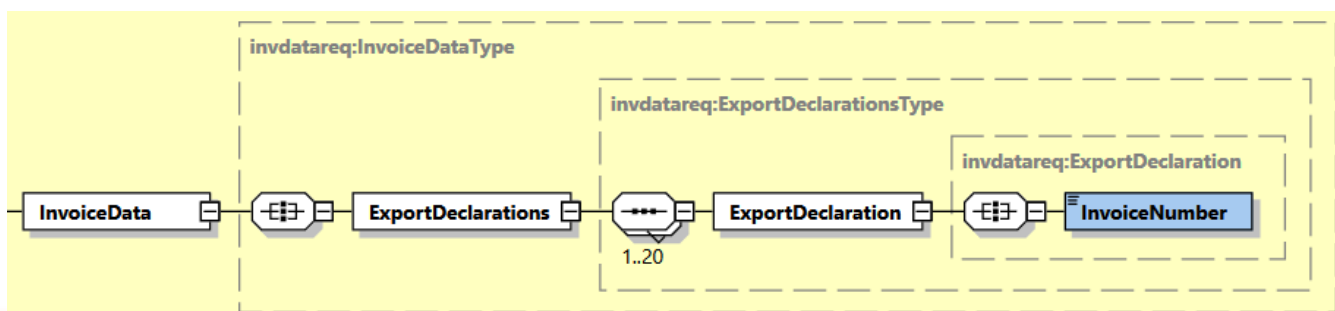 invdatareq:InvoiceDataType
invdatareq:ExportDeclarationsType
invdatareq:ExportDeclaration
InvoiceData
ExportDeclarations
ExportDeclaration
InvoiceNumber
1..20